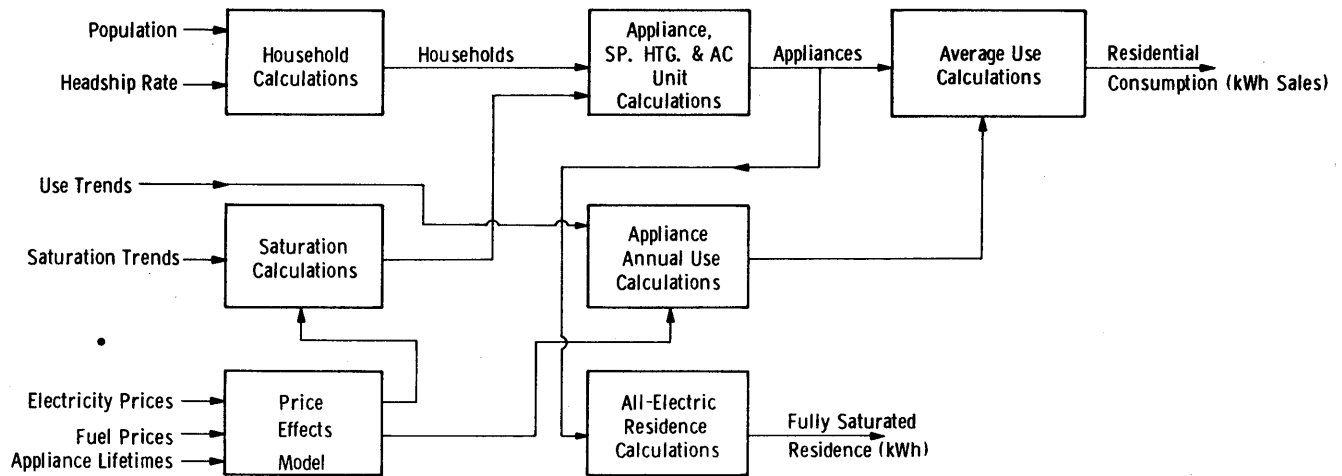 Population
Headship Rate
Household
Calculations
Households
Appliance,
SP. HTG. & AC
Unit
Calculations
Appliances
Average Use
Calculations
Residential
Consumption (kWh Sales)
Use Trends
Saturation Trends
Saturation
Calculations
Appliance
Annual Use
Calculations
Electricity Prices
Fuel Prices
Appliance Lifetimes
Price
Effects
Model
All-Electric
Residence
Calculations
Fully Saturated
Residence (kWh)